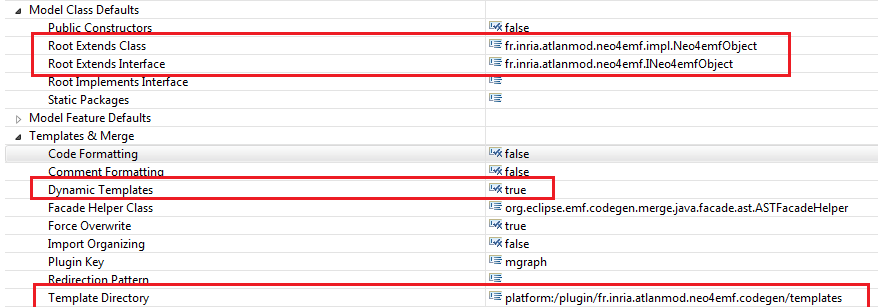 Model Class Defaults
Public Constructors false
Root Extends Class fr.inria.atlanmod.neo4emf.impl.Neo4emfObject
Root Extends Interface fr.inria.atlanmod.neo4emf.INeo4emfObject
Root Implements Interface
Static Packages
Model Feature Defaults
Templates & Merge
Code Formatting false
Comment Formatting false
Dynamic Templates true
Facade Helper Class org.eclipse.emf.codegen.merge.java.facade.ast.ASTFacadeHelper
Force Overwrite true
Import Organizing false
Plugin Key mgraph
Redirection Pattern
Template Directory platform:/plugin/fr.inria.atlanmod.neo4emf.codegen/templates